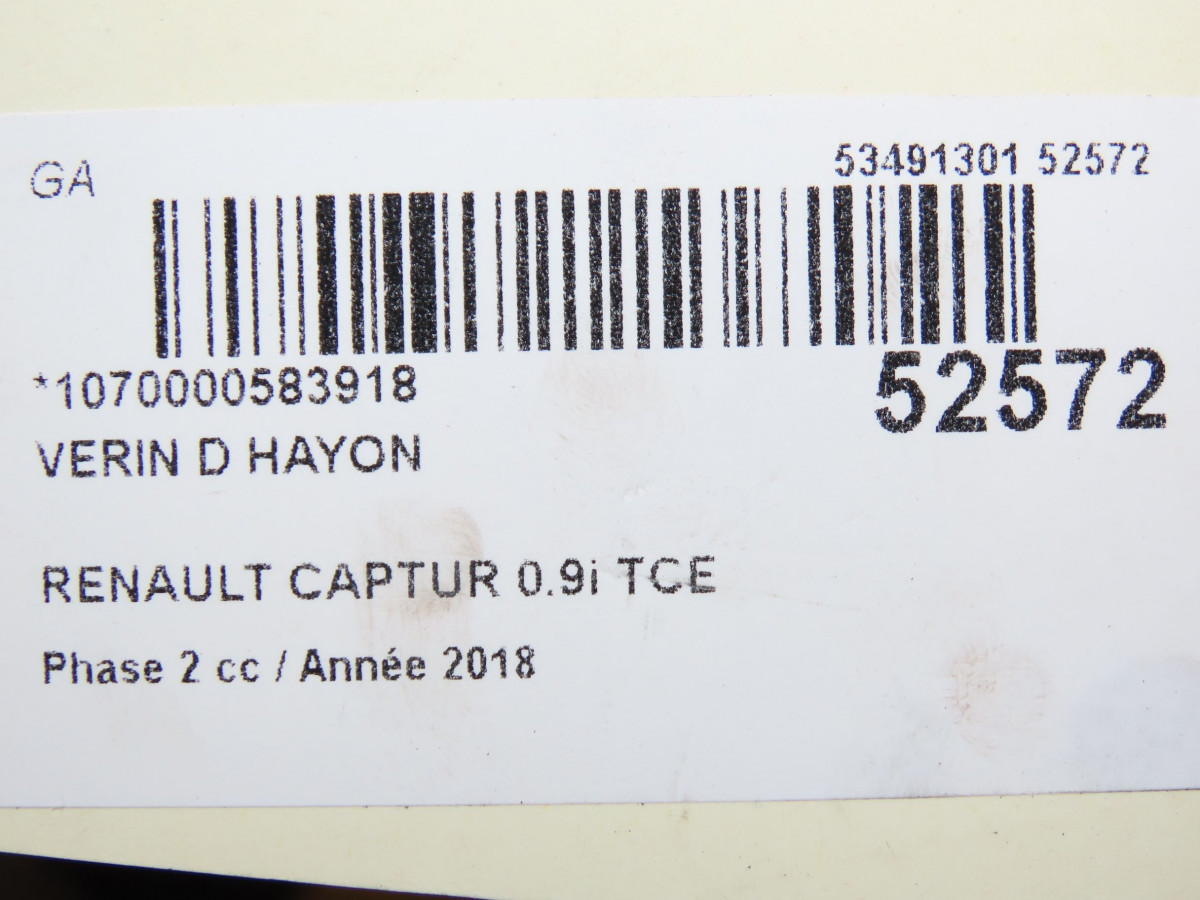 GA
53491301 52572
*1070000583918
52572
VERIN D HAYON
RENAULT CAPTUR 0.9i TCE
Phase 2 cc / Année 2018